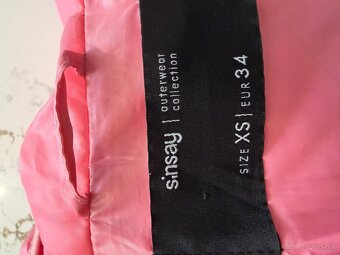 sinsay | outerwear
collection
SIZE XS | EUR 34